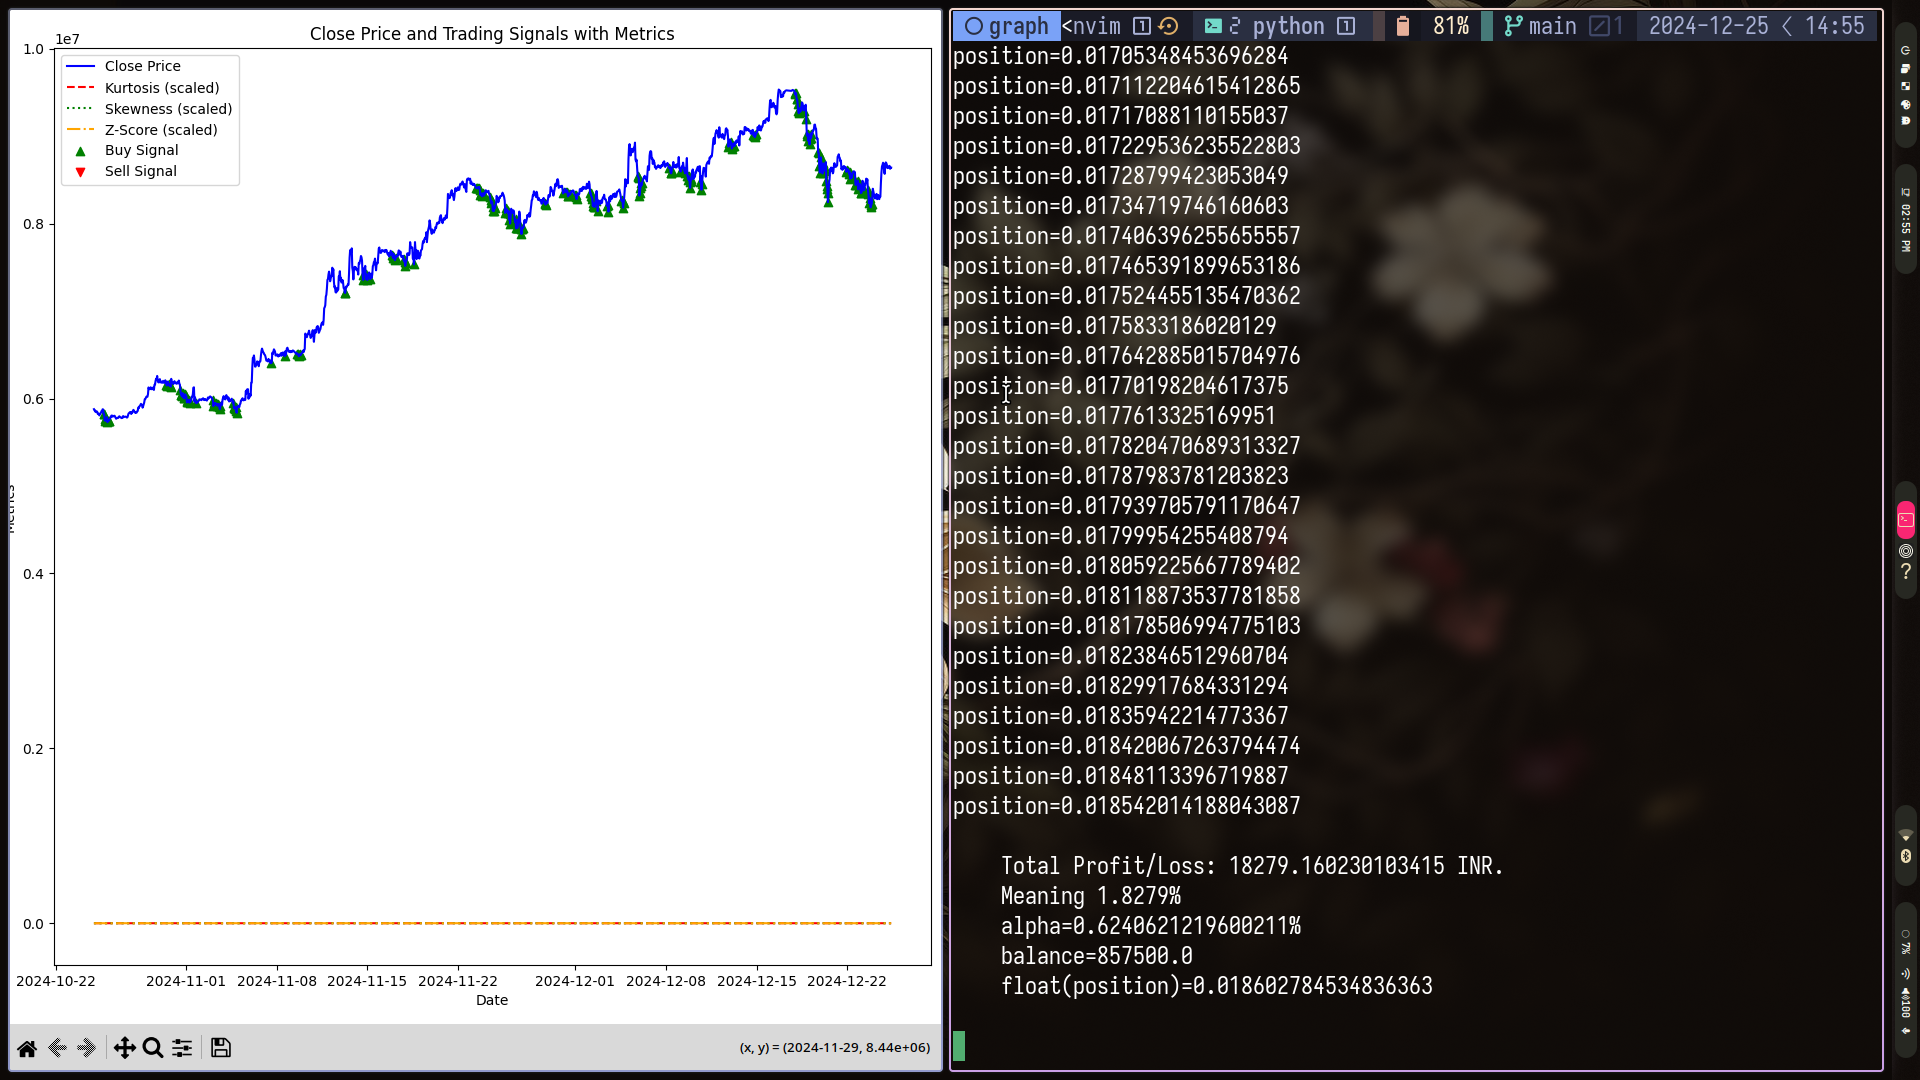 Close Price and Trading Signals with Metrics
1e7
1.0
0.8
0.6
0.4
0.2
0.0
Close Price
Kurtosis (scaled)
Skewness (scaled)
Z-Score (scaled)
Buy Signal
Sell Signal
2024-10-22 2024-11-01 2024-11-08 2024-11-15 2024-11-22 2024-12-01 2024-12-08 2024-12-15 2024-12-22
Date
(x, y) = (2024-11-29, 8.44e+06)
graph <nvim 1 2 python 1 81% main 1 2024-12-25 14:55
position=0.01705348453696284
position=0.017112204615412865
position=0.01717088110155037
position=0.017229536235522803
position=0.01728799423053049
position=0.01734719746160603
position=0.017406396255655557
position=0.017465391899653186
position=0.017524455135470362
position=0.0175833186020129
position=0.017642885015704976
position=0.01770198204617375
position=0.0177613325169951
position=0.017820470689313327
position=0.01787983781203823
position=0.017939705791170647
position=0.01799954255408794
position=0.018059225667789402
position=0.018118873537781858
position=0.018178506994775103
position=0.01823846512960704
position=0.01829917684331294
position=0.01835942214773367
position=0.018420067263794474
position=0.01848113396719887
position=0.018542014188043087
Total Profit/Loss: 18279.160230103415 INR.
Meaning 1.8279%
alpha=0.6240621219600211%
balance=857500.0
float(position)=0.018602784534836363
02:55 PM
?
7%
100